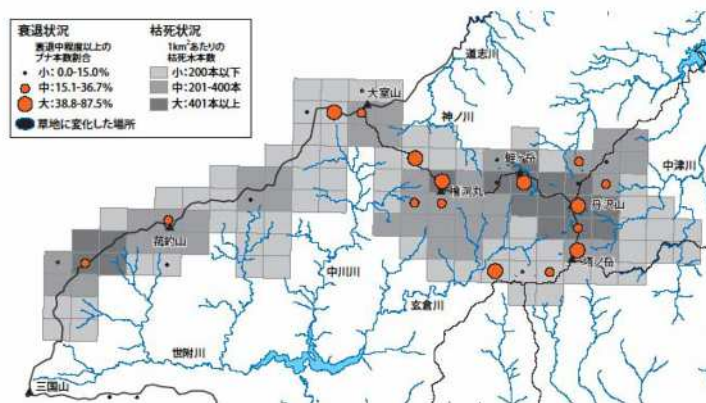 衰退状況
衰退中程度以上の
ブナ本数割合
小:0.0-15.0%
中:15.1-36.7%
大:38.8-87.5%
草地に変化した場所
枯死状況
1km²あたりの
枯死木本数
小:200本以下
中:201-400本
大:401本以上
道志川
大室山
神ノ川
蛭ヶ岳
中津川
檜洞丸
丹沢山
菰釣山
塔ノ岳
中川川
玄倉川
世附川
三国山